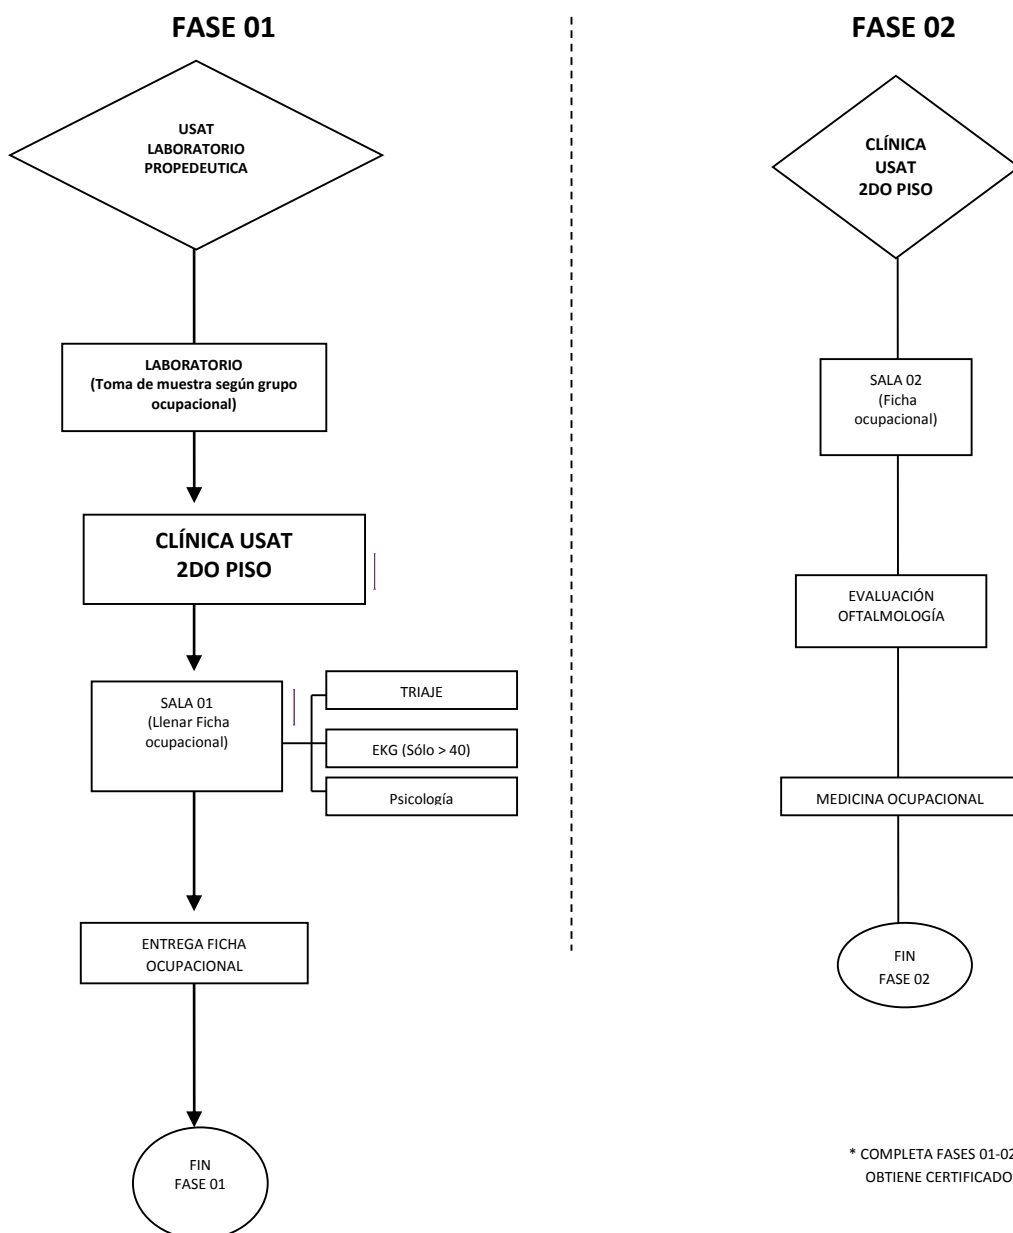 FASE 01
USAT
LABORATORIO
PROPEDEUTICA
LABORATORIO
(Toma de muestra según grupo
ocupacional)
CLÍNICA USAT
2DO PISO
SALA 01
(Llenar Ficha
ocupacional)
TRIAJE
EKG (Sólo > 40)
Psicología
ENTREGA FICHA
OCUPACIONAL
FIN
FASE 01
FASE 02
CLÍNICA
USAT
2DO PISO
SALA 02
(Ficha
ocupacional)
EVALUACIÓN
OFTALMOLOGÍA
MEDICINA OCUPACIONAL
FIN
FASE 02
* COMPLETA FASES 01-02
OBTIENE CERTIFICADO